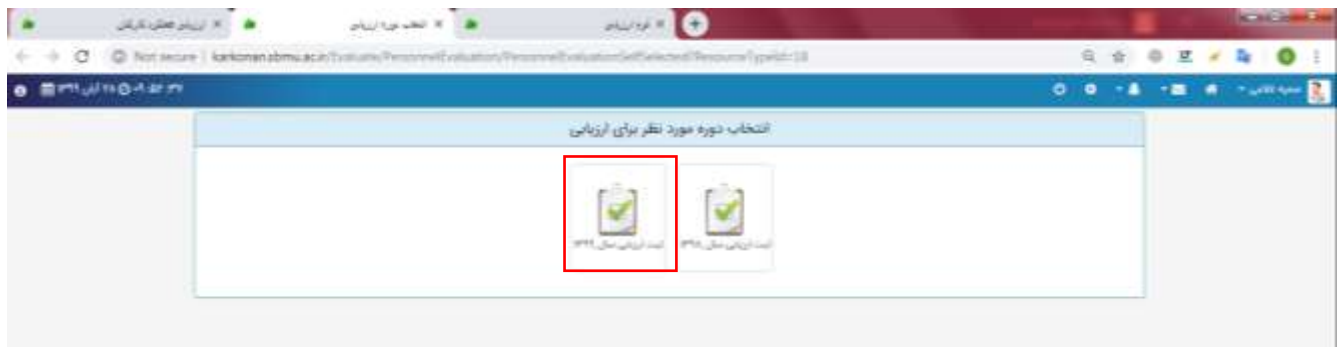 ارزیابی عملکرد کارکنان
انتخاب دوره ارزیابی
فرم ارزیابی
Not secure | karkonan.sbmu.ac.ir/Evaluate/PersonnelEvaluation/PersonnelEvaluationSelfSelected?ResourceTypeId=18
انتخاب دوره مورد نظر برای ارزیابی
ثبت ارزیابی سال ۱۳۹۸
ثبت ارزیابی سال ۱۳۹۹